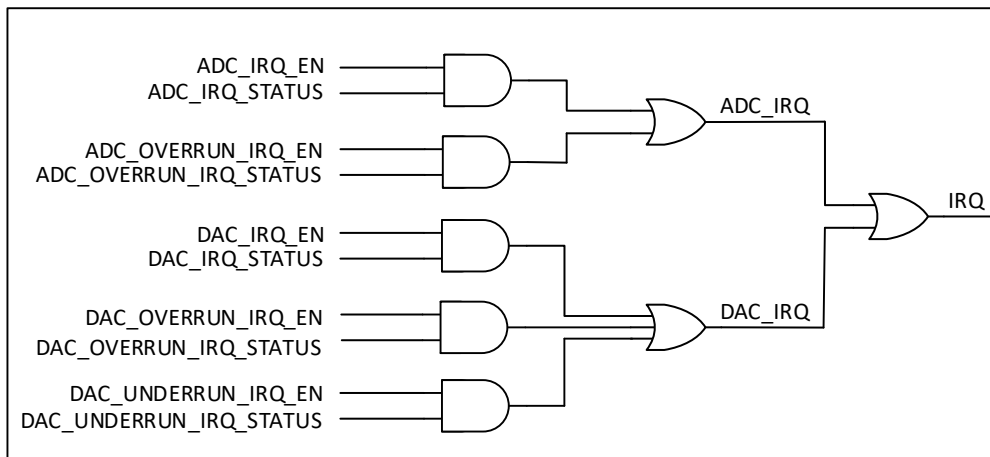 ADC_IRQ_EN
ADC_IRQ_STATUS
ADC_IRQ
ADC_OVERRUN_IRQ_EN
ADC_OVERRUN_IRQ_STATUS
IRQ
DAC_IRQ_EN
DAC_IRQ_STATUS
DAC_OVERRUN_IRQ_EN
DAC_IRQ
DAC_OVERRUN_IRQ_STATUS
DAC_UNDERRUN_IRQ_EN
DAC_UNDERRUN_IRQ_STATUS